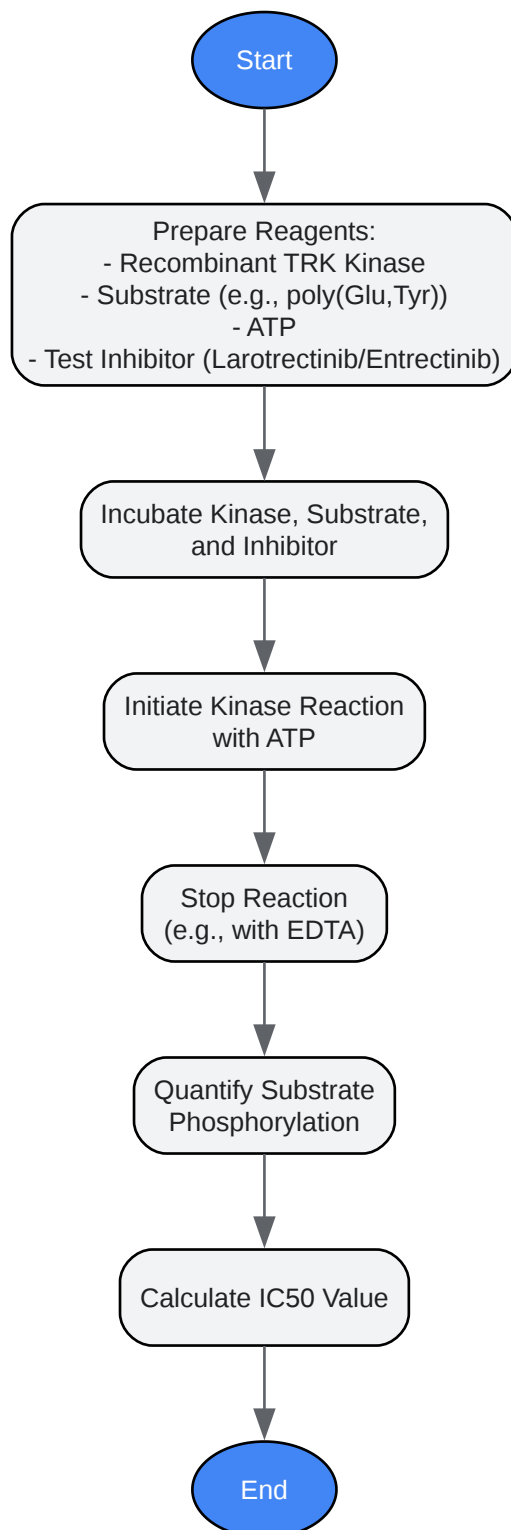 Start
Prepare Reagents:
- Recombinant TRK Kinase
- Substrate (e.g., poly(Glu,Tyr))
- ATP
- Test Inhibitor (Larotrectinib/Entrectinib)
Incubate Kinase, Substrate,
and Inhibitor
Initiate Kinase Reaction
with ATP
Stop Reaction
(e.g., with EDTA)
Quantify Substrate
Phosphorylation
Calculate IC50 Value
End